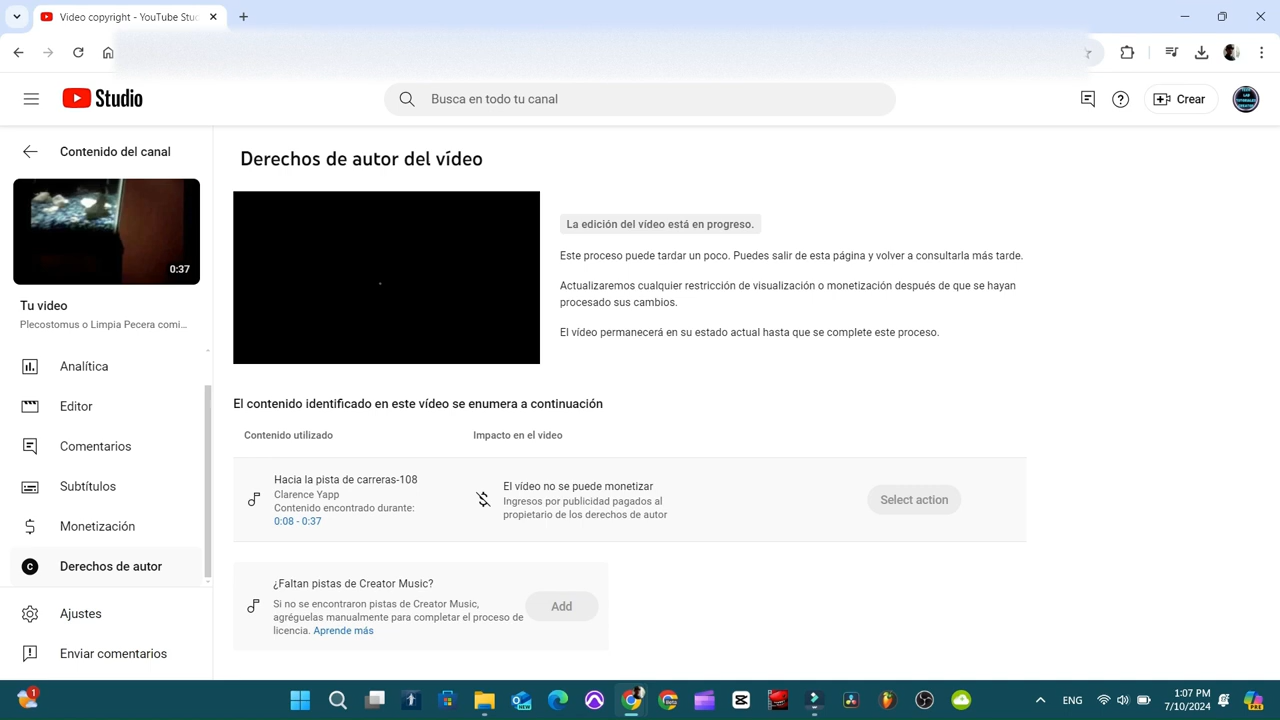 Video copyright - YouTube Stuc
Studio
Busca en todo tu canal
Crear
Contenido del canal
0:37
Tu video
Plecostomus o Limpia Pecera comi...
Analítica
Editor
Comentarios
Subtítulos
Monetización
Derechos de autor
Ajustes
Enviar comentarios
Derechos de autor del vídeo
La edición del vídeo está en progreso.
Este proceso puede tardar un poco. Puedes salir de esta página y volver a consultarla más tarde.
Actualizaremos cualquier restricción de visualización o monetización después de que se hayan
procesado sus cambios.
El vídeo permanecerá en su estado actual hasta que se complete este proceso.
El contenido identificado en este vídeo se enumera a continuación
Contenido utilizado
Impacto en el video
Hacia la pista de carreras-108
Clarence Yapp
Contenido encontrado durante:
0:08 - 0:37
El vídeo no se puede monetizar
Ingresos por publicidad pagados al
propietario de los derechos de autor
Select action
¿Faltan pistas de Creator Music?
Si no se encontraron pistas de Creator Music,
agréguelas manualmente para completar el proceso de
licencia. Aprende más
Add
1
Beta
ENG
1:07 PM
7/10/2024
PRE